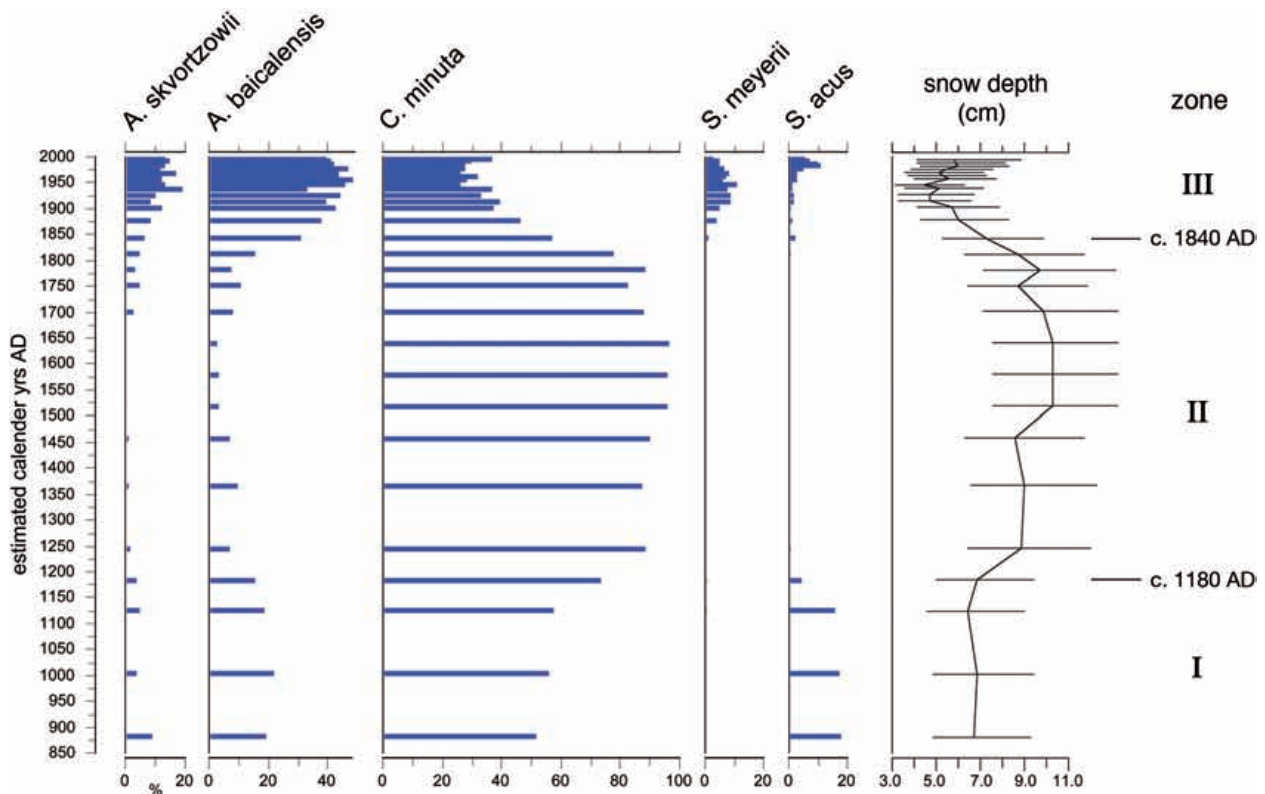 A. skvortzowii
A. baicalensis
C. minuta
S. meyerii
S. acus
snow depth
(cm)
zone
estimated calender yrs AD
2000
1950
1900
1850
1800
1750
1700
1650
1600
1550
1500
1450
1400
1350
1300
1250
1200
1150
1100
1050
1000
950
900
850
III
c. 1840 AD
II
c. 1180 AD
I
0 20
%
0 20 40
0 20 40 60 80 100
0 20
0 20
3.0 5.0 7.0 9.0 11.0